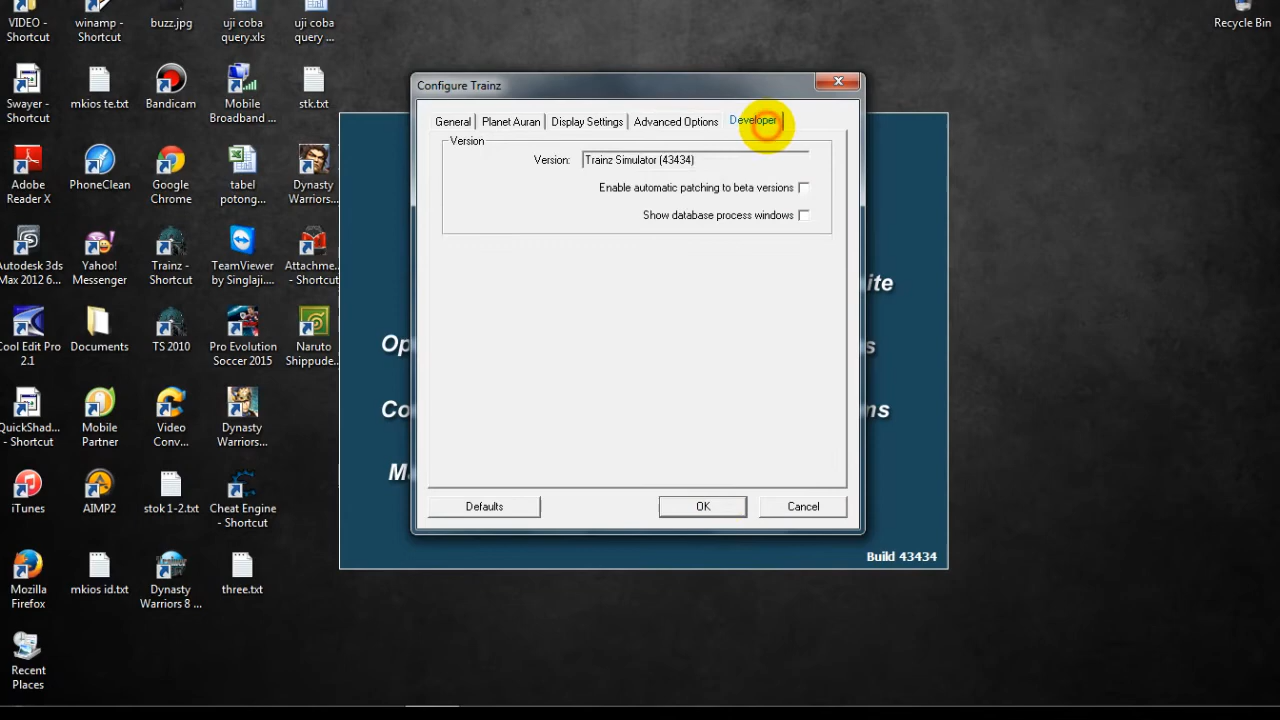 VIDEO - Shortcut
winamp - Shortcut
buzz.jpg
uji coba query.xls
uji coba query ...
Recycle Bin
Swayer - Shortcut
mkios te.txt
Bandicam
Mobile Broadband ...
stk.txt
Adobe Reader X
PhoneClean
Google Chrome
tabel potong...
Dynasty Warriors...
Autodesk 3ds Max 2012 6...
Yahoo! Messenger
Trainz - Shortcut
TeamViewer by Singlaji....
Attachme... - Shortcut
Cool Edit Pro 2.1
Documents
TS 2010
Pro Evolution Soccer 2015
Naruto Shippude...
QuickShad... - Shortcut
Mobile Partner
Video Conv...
Dynasty Warriors...
iTunes
AIMP2
stok 1-2.txt
Cheat Engine - Shortcut
Mozilla Firefox
mkios id.txt
Dynasty Warriors 8 ...
three.txt
Recent Places
Configure Trainz
General
Planet Auran
Display Settings
Advanced Options
Developer
Version
Version: Trainz Simulator (43434)
Enable automatic patching to beta versions
Show database process windows
Defaults
OK
Cancel
Op
Co
M
ite
s
ms
Build 43434